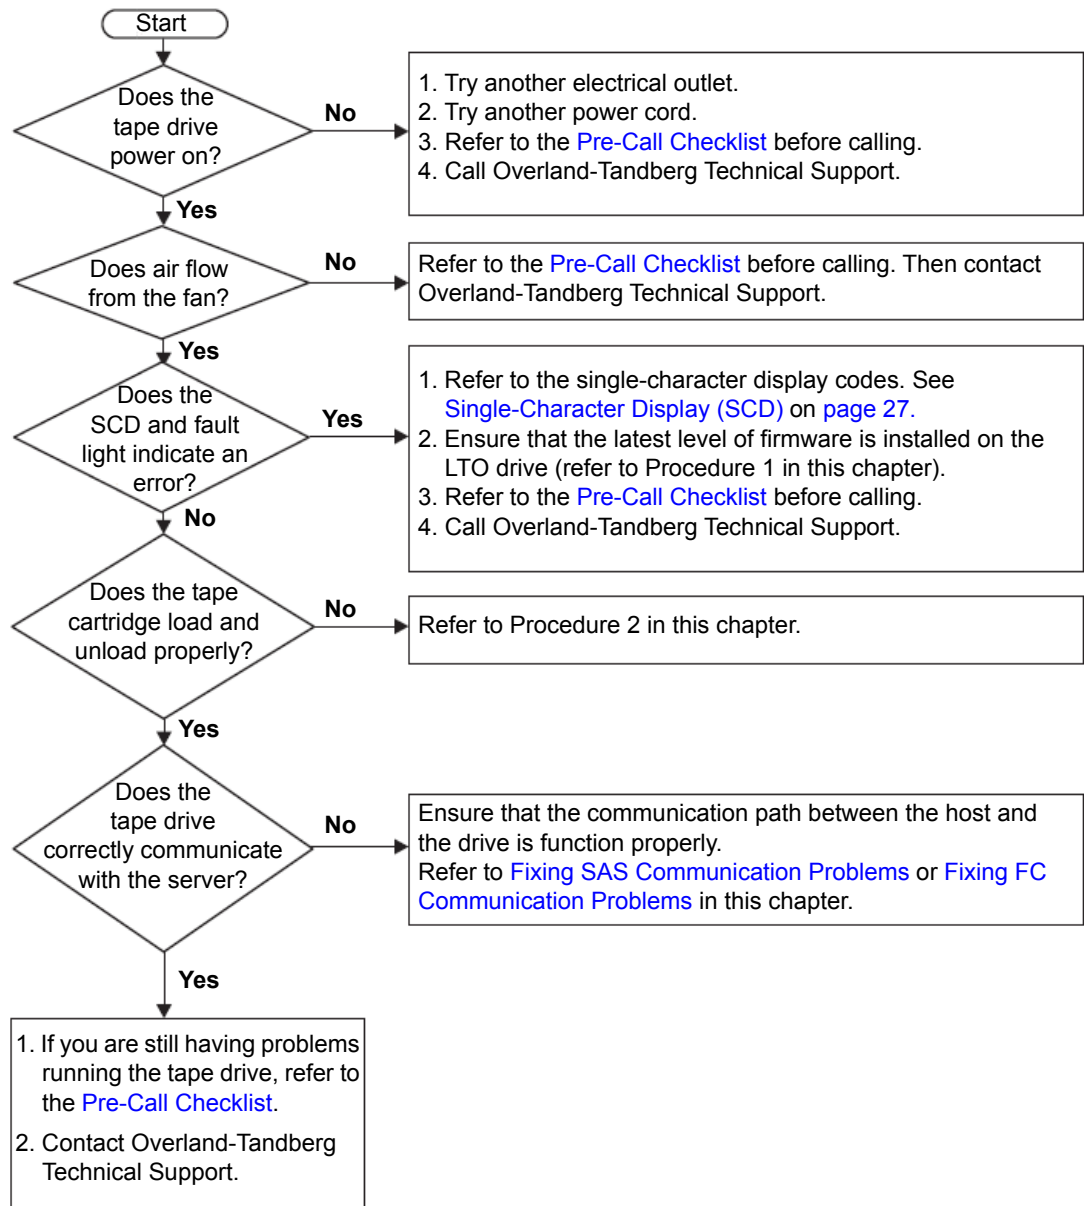 Start
Does the
tape drive
power on?
No
1. Try another electrical outlet.
2. Try another power cord.
3. Refer to the Pre-Call Checklist before calling.
4. Call Overland-Tandberg Technical Support.
Yes
Does air flow
from the fan?
No
Refer to the Pre-Call Checklist before calling. Then contact
Overland-Tandberg Technical Support.
Yes
Does the
SCD and fault
light indicate an
error?
Yes
1. Refer to the single-character display codes. See
Single-Character Display (SCD) on page 27.
2. Ensure that the latest level of firmware is installed on the
LTO drive (refer to Procedure 1 in this chapter).
3. Refer to the Pre-Call Checklist before calling.
4. Call Overland-Tandberg Technical Support.
No
Does the tape
cartridge load and
unload properly?
No
Refer to Procedure 2 in this chapter.
Yes
Does the
tape drive
correctly communicate
with the server?
No
Ensure that the communication path between the host and
the drive is function properly.
Refer to Fixing SAS Communication Problems or Fixing FC
Communication Problems in this chapter.
Yes
1. If you are still having problems
running the tape drive, refer to
the Pre-Call Checklist.
2. Contact Overland-Tandberg
Technical Support.